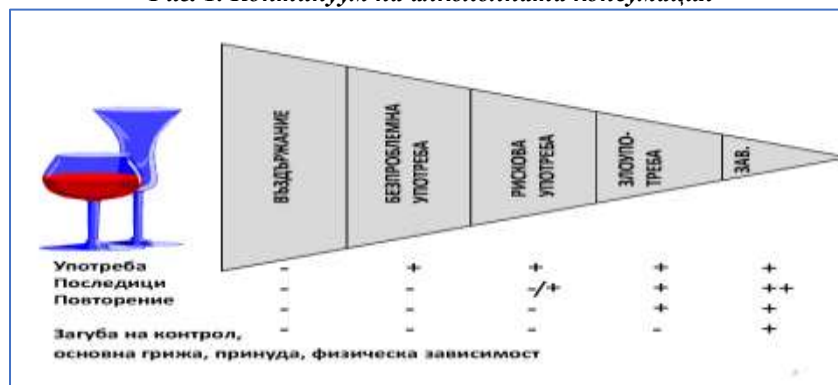 Рис. 1. Континуум на алкохолната консумация
ВЪЗДЪРЖАНИЕ
БЕЗПРОБЛЕМНА
УПОТРЕБА
РИСКОВА
УПОТРЕБА
ЗЛОУПО-
ТРЕБА
ЗАВ.
Употреба - + + + +
Последици - - -/+ + ++
Повторение - - - + +
Загуба на контрол, - - - - +
основна грижа, принуда, физическа зависимост